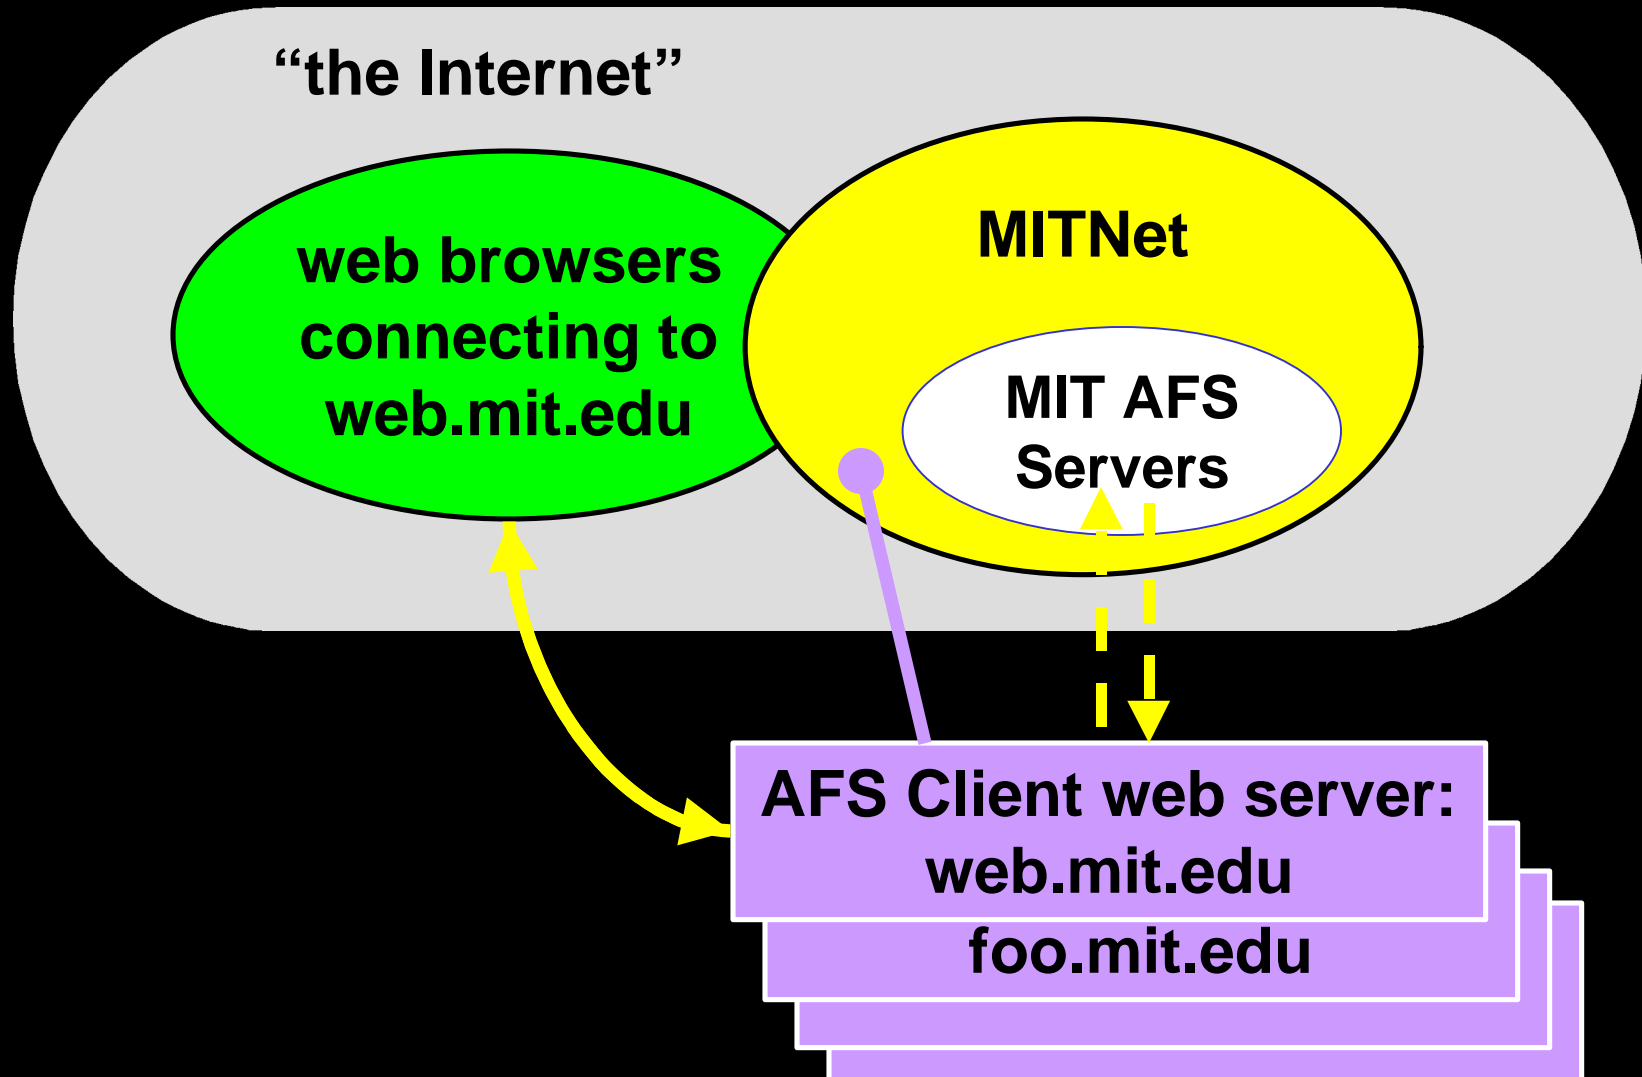 “the Internet”
web browsers
connecting to
web.mit.edu
MITNet
MIT AFS
Servers
AFS Client web server:
web.mit.edu
foo.mit.edu